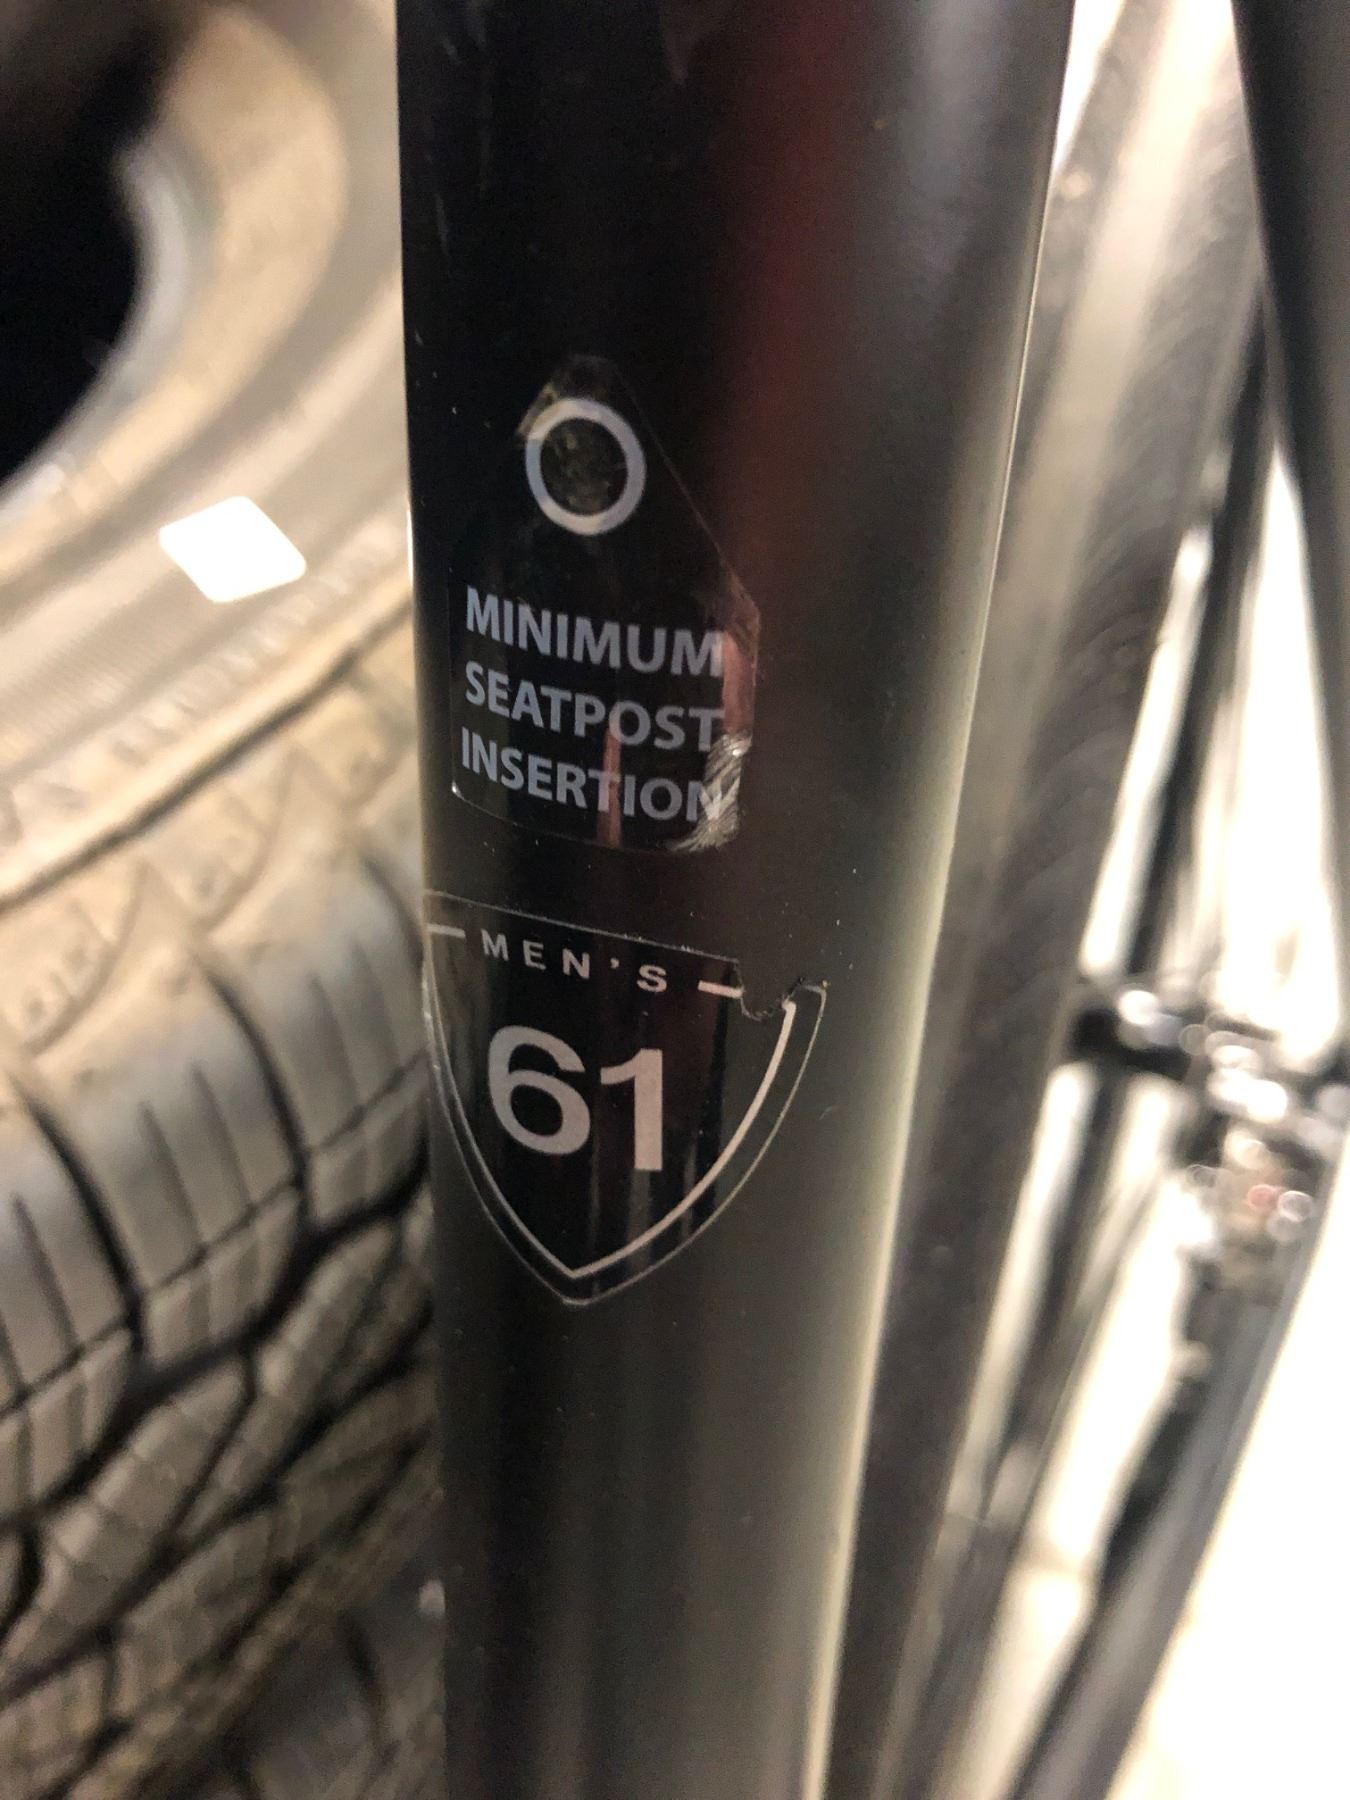 MINIMUM
SEATPOST
INSERTION
MEN'S
61